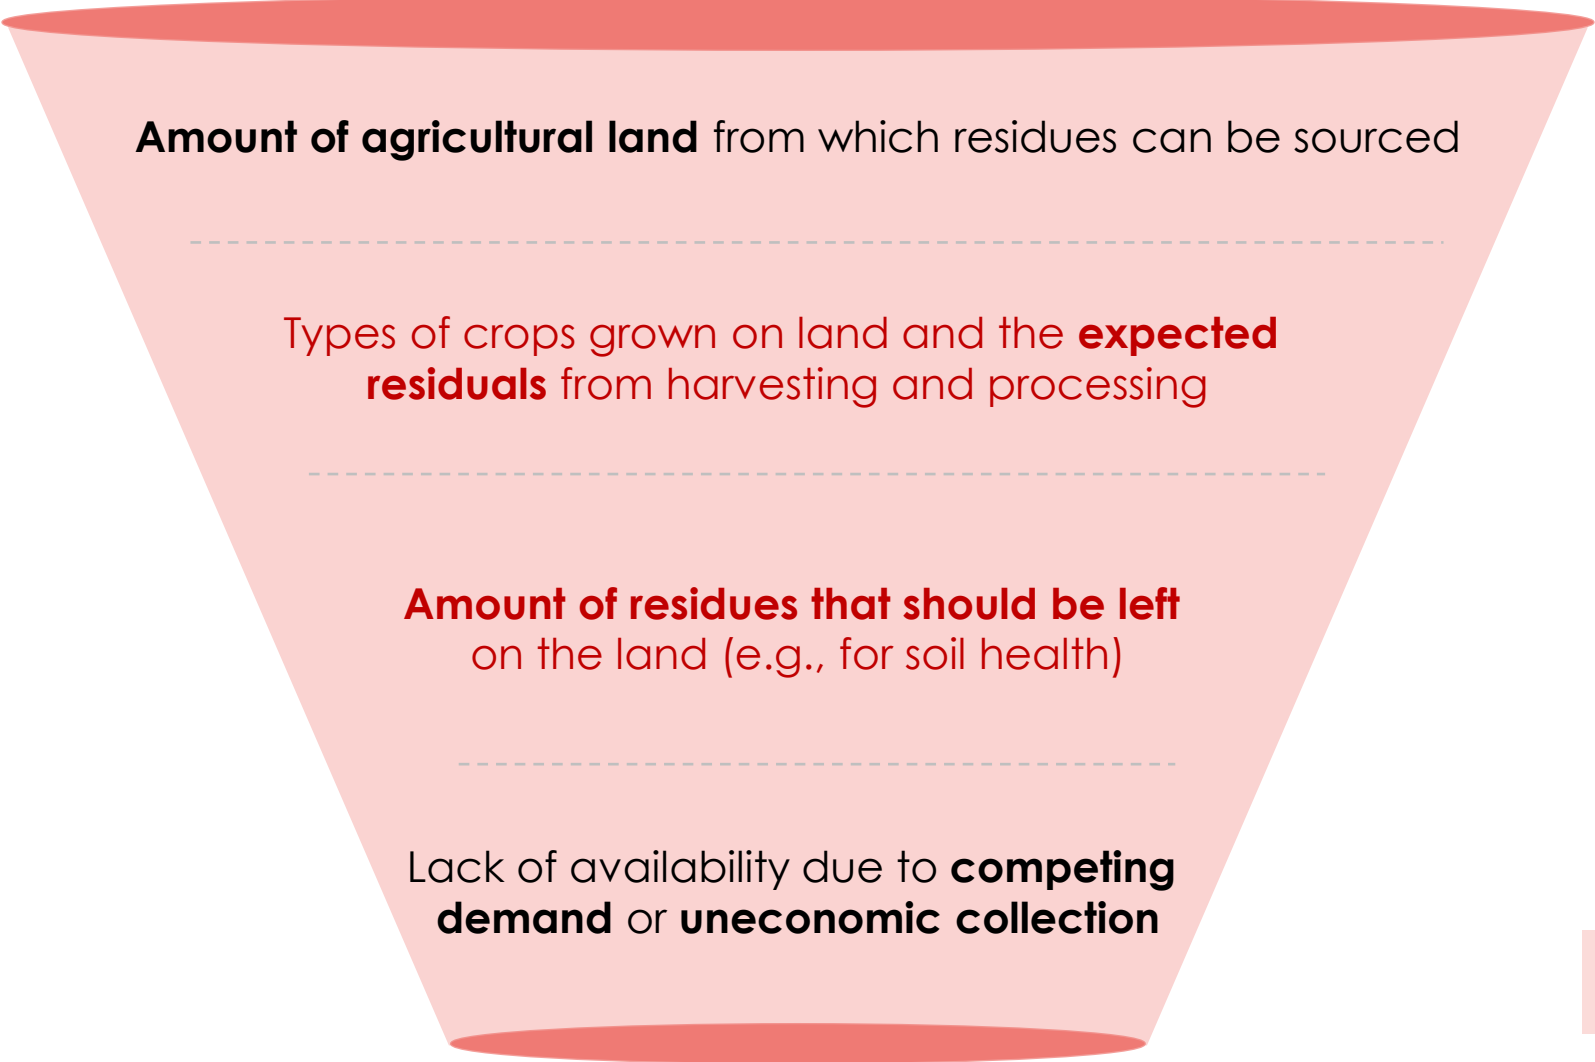 Amount of agricultural land from which residues can be sourced
Types of crops grown on land and the expected
residuals from harvesting and processing
Amount of residues that should be left
on the land (e.g., for soil health)
Lack of availability due to competing
demand or uneconomic collection